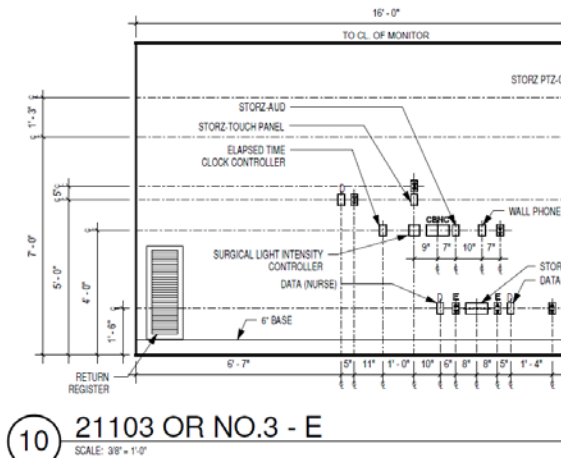 16' - 0"
TO CL. OF MONITOR
STORZ PTZ-
STORZ-AUD
STORZ-TOUCH PANEL
ELAPSED TIME
CLOCK CONTROLLER
1' - 3"
5"
7' - 0"
5' - 0"
4' - 0"
1' - 6"
CBHC
WALL PHONE
9"
7"
10"
7"
SURGICAL LIGHT INTENSITY
CONTROLLER
DATA (NURSE)
STOR
DATA
6" BASE
RETURN
REGISTER
6' - 7"
5"
11"
1' - 0"
10"
6"
8"
8"
5"
1' - 4"
10
21103 OR NO.3 - E
SCALE: 3/8" = 1'-0"